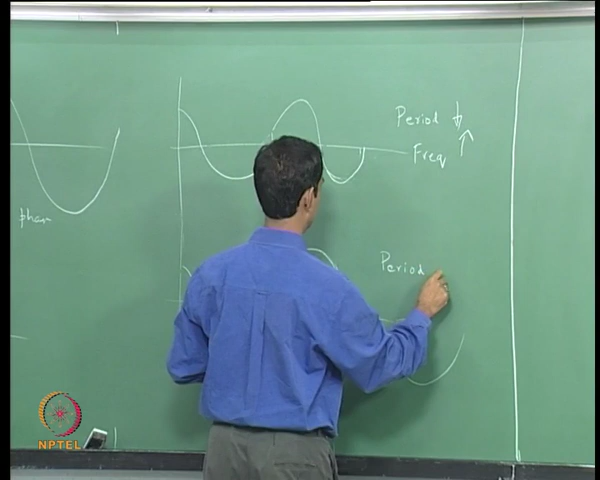 Period ↓
Freq ↑
phase
Period
NPTEL